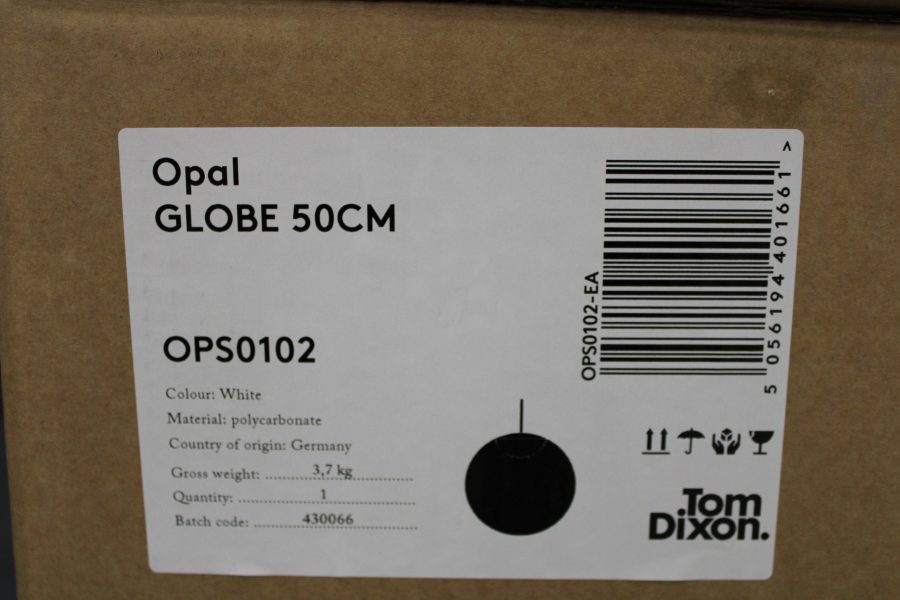 Opal
GLOBE 50CM
OPS0102
Colour: White
Material: polycarbonate
Country of origin: Germany
Gross weight: 3,7 kg
Quantity: 1
Batch code: 430066
OPS0102-EA
5 056194 401661 >
Tom
Dixon.